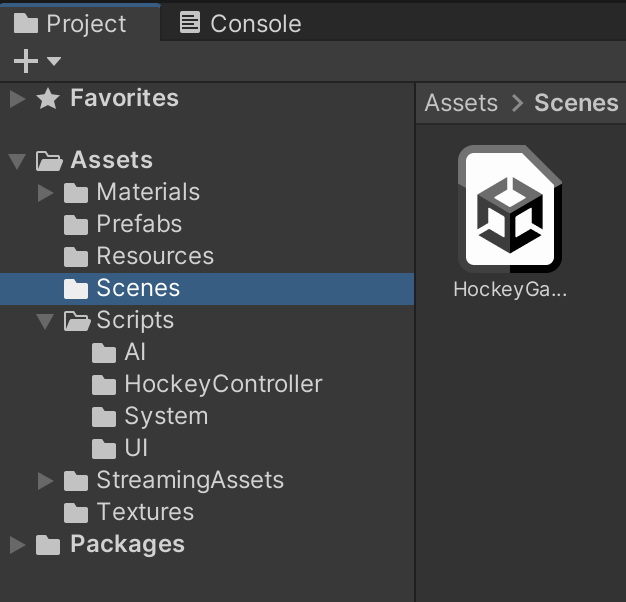 Project Console
Favorites
Assets > Scenes
Assets
Materials
Prefabs
Resources
Scenes
HockeyGa...
Scripts
AI
HockeyController
System
UI
StreamingAssets
Textures
Packages